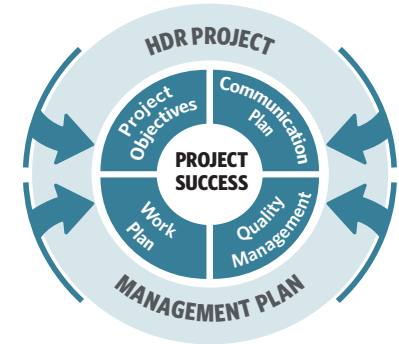 HDR PROJECT
Project
Objectives
Communication
Plan
PROJECT
SUCCESS
Work
Plan
Quality
Management
MANAGEMENT PLAN